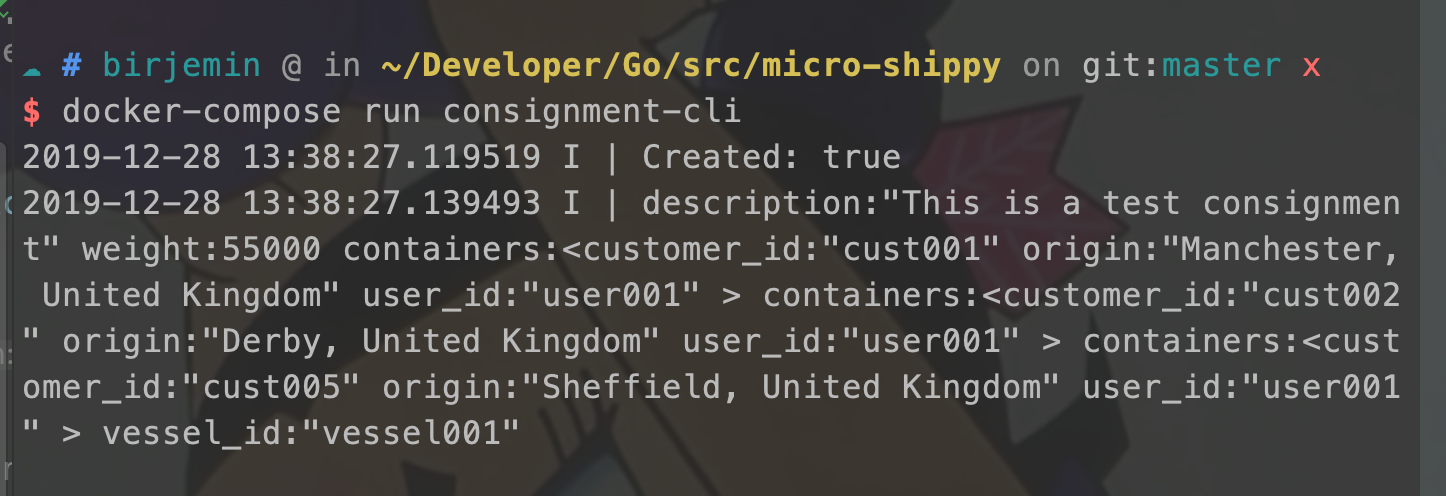 ☁ # birjemin @ in ~/Developer/Go/src/micro-shippy on git:master x
$ docker-compose run consignment-cli
2019-12-28 13:38:27.119519 I | Created: true
2019-12-28 13:38:27.139493 I | description:"This is a test consignmen
t" weight:55000 containers:<customer_id:"cust001" origin:"Manchester,
 United Kingdom" user_id:"user001" > containers:<customer_id:"cust002
" origin:"Derby, United Kingdom" user_id:"user001" > containers:<cust
omer_id:"cust005" origin:"Sheffield, United Kingdom" user_id:"user001
" > vessel_id:"vessel001"